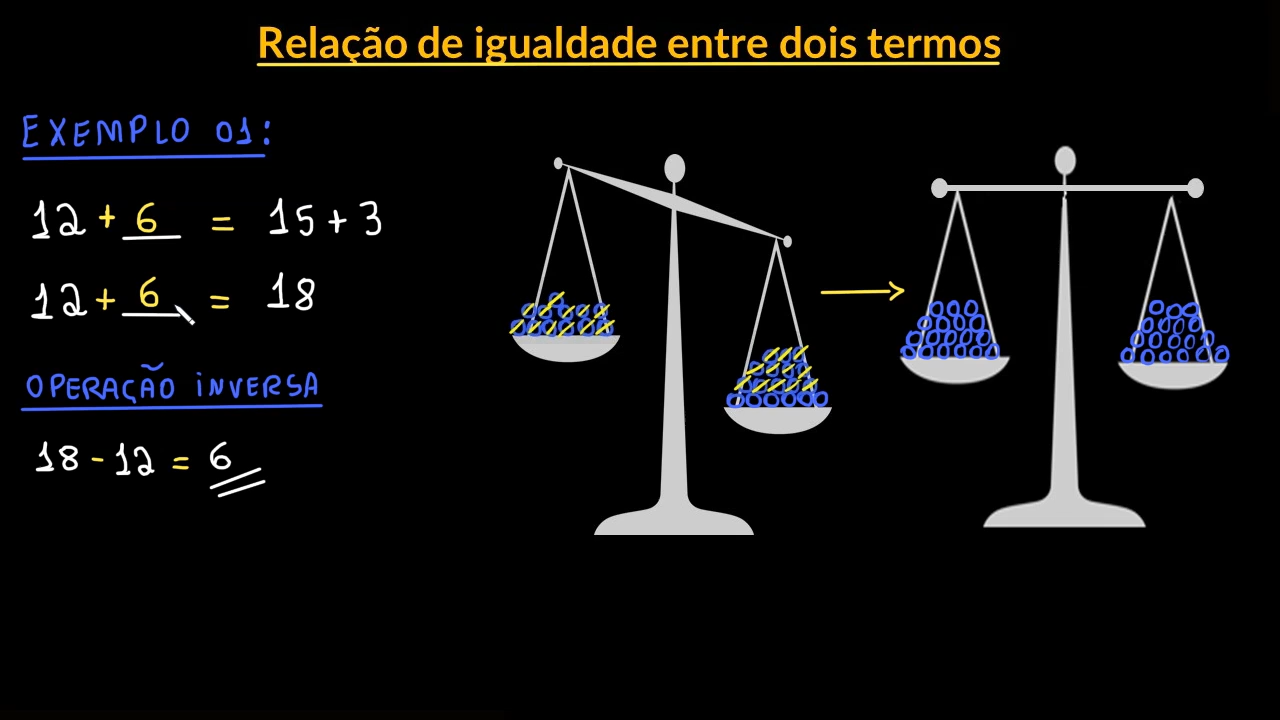 Relação de igualdade entre dois termos
EXEMPLO 01:
12 + 6 = 15 + 3
12 + 6 = 18
OPERAÇÃO INVERSA
18 - 12 = 6